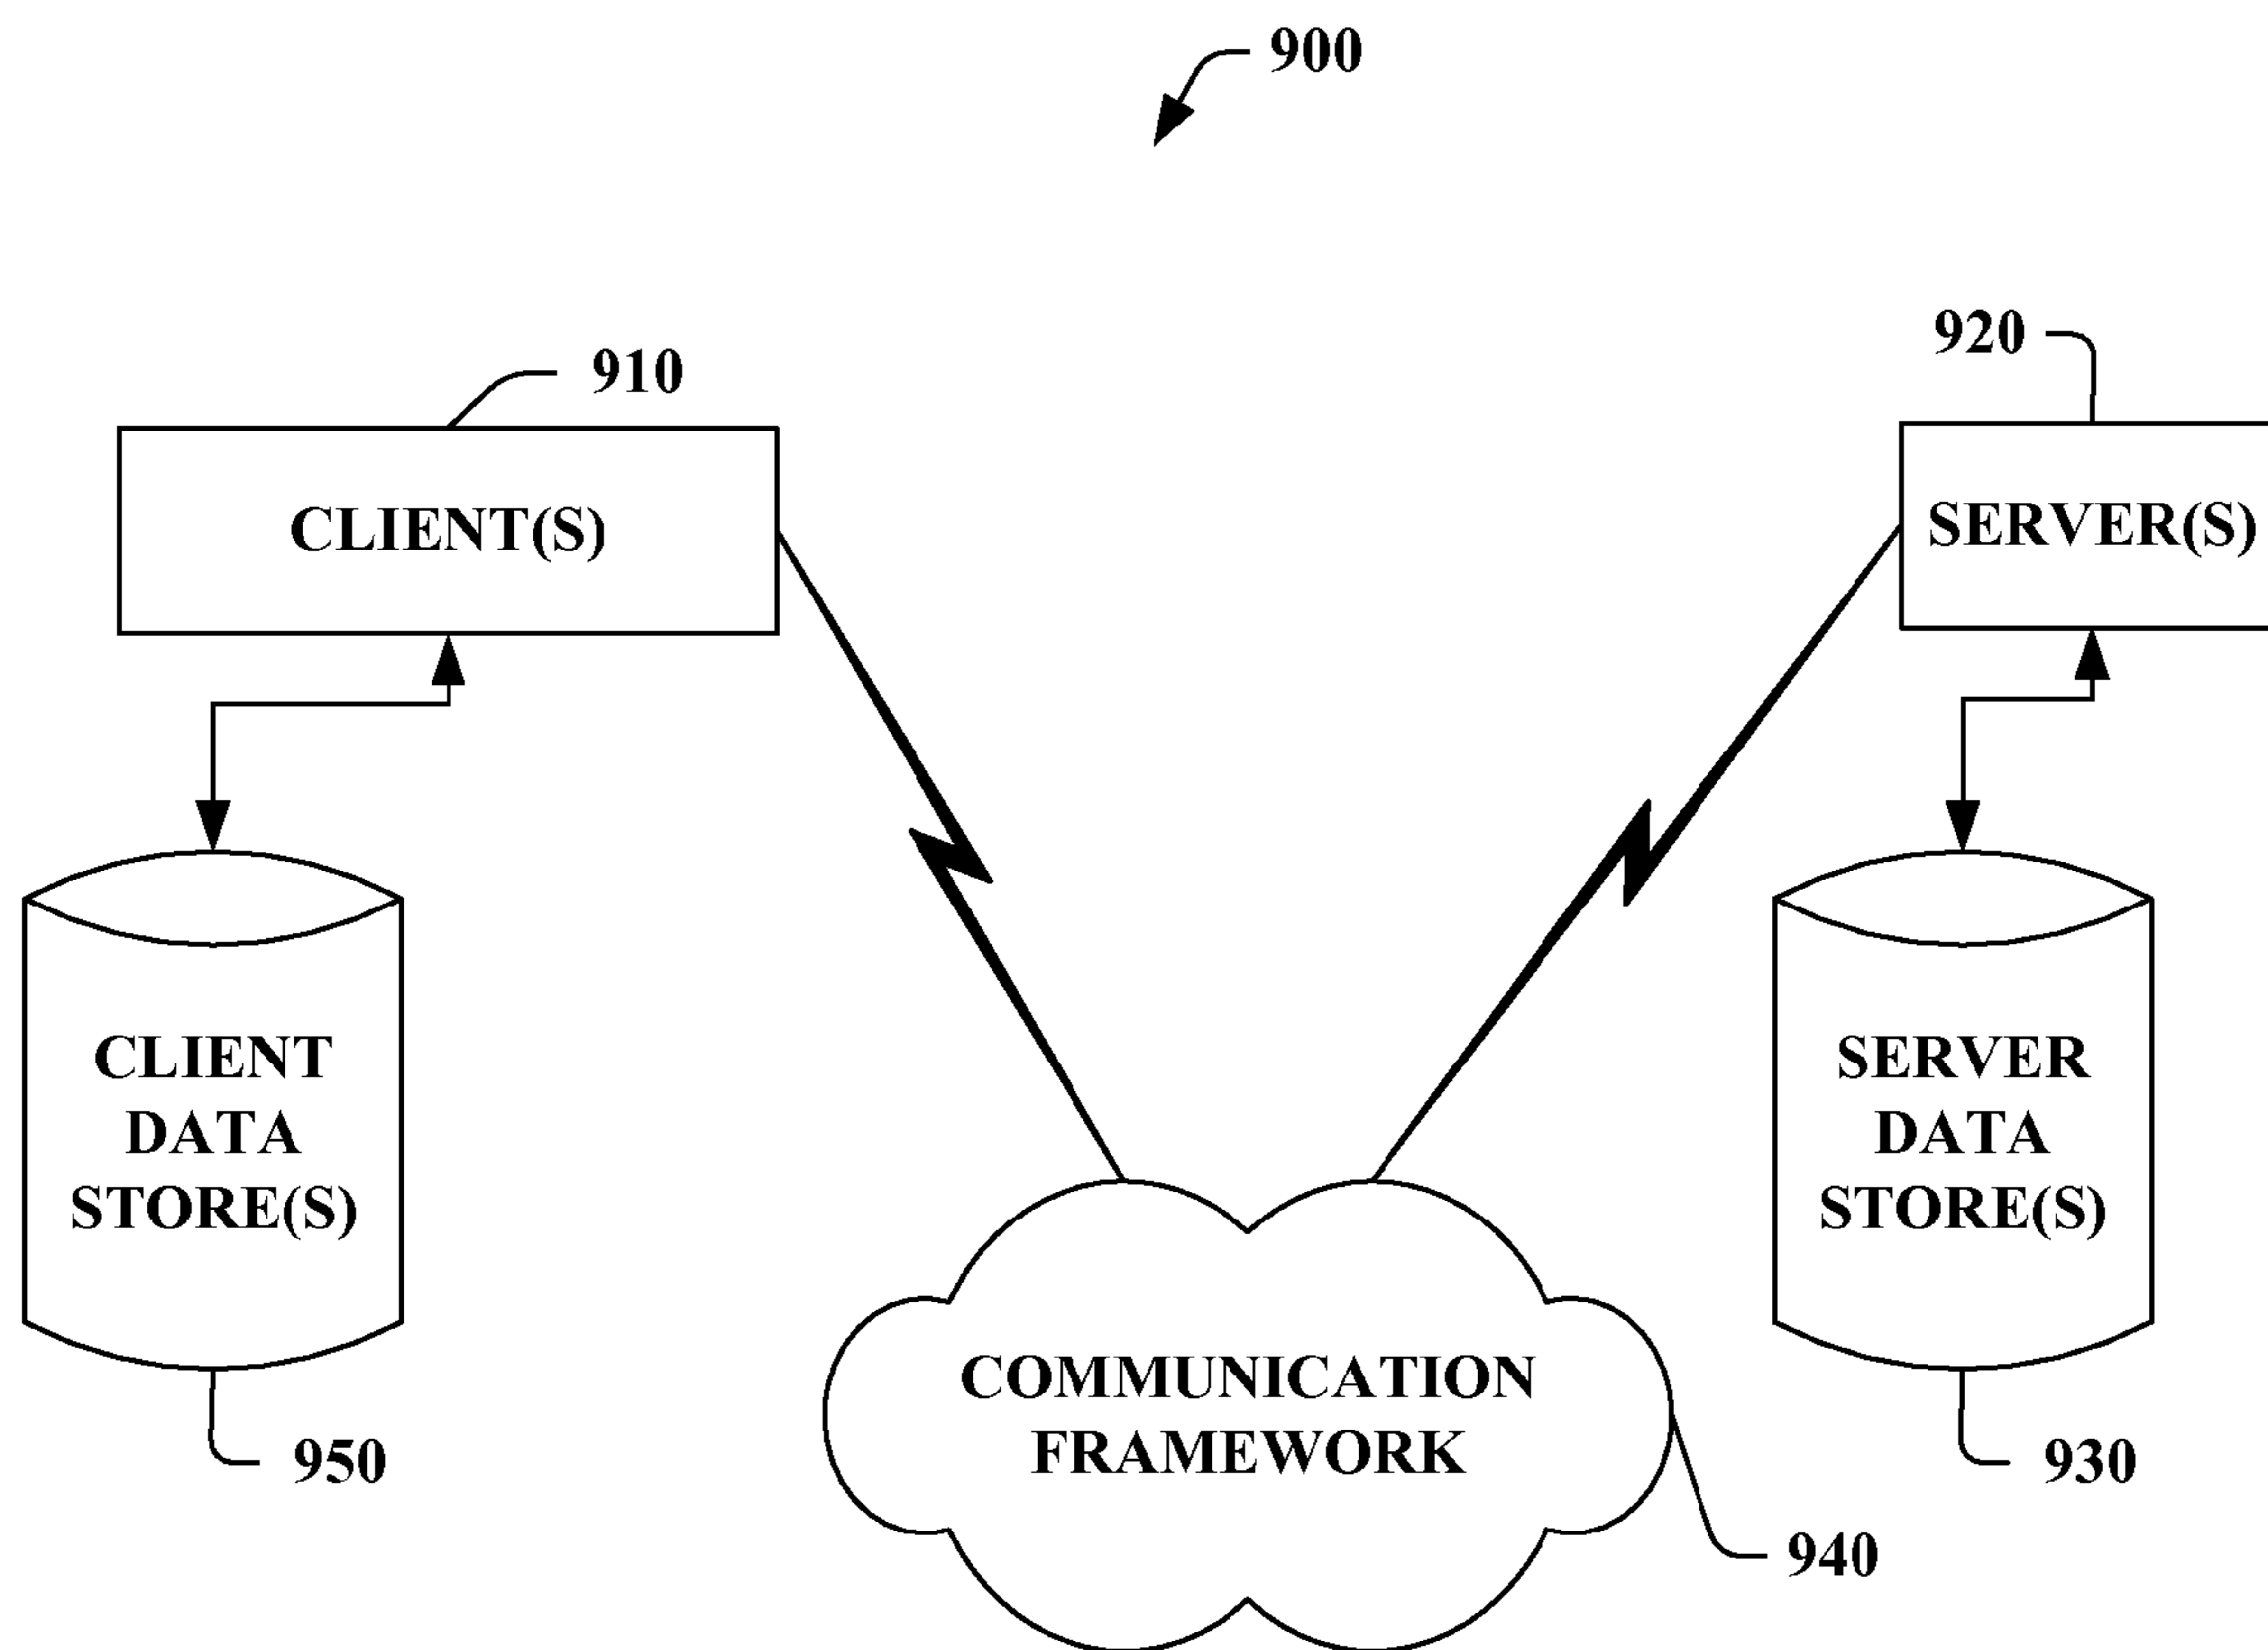 900
910
920
CLIENT(S)
SERVER(S)
CLIENT
DATA
STORE(S)
SERVER
DATA
STORE(S)
COMMUNICATION
FRAMEWORK
950
930
940